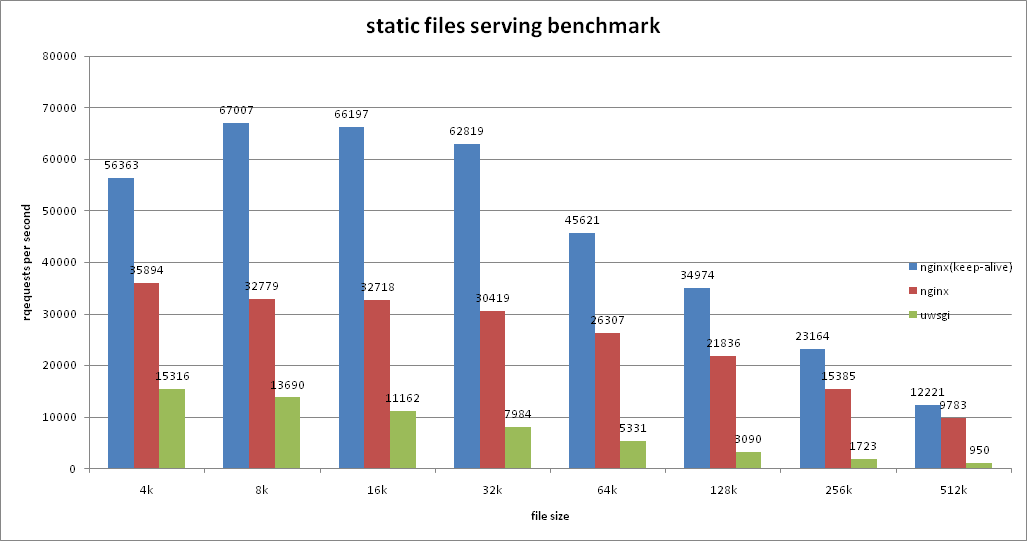 static files serving benchmark
80000
70000
60000
50000
40000
30000
20000
10000
0
rqequests per second
56363
35894
15316
67007
32779
13690
66197
32718
11162
62819
30419
7984
45621
26307
5331
34974
21836
3090
23164
15385
1723
12221
9783
950
nginx(keep-alive)
nginx
uwsgi
4k
8k
16k
32k
64k
128k
256k
512k
file size